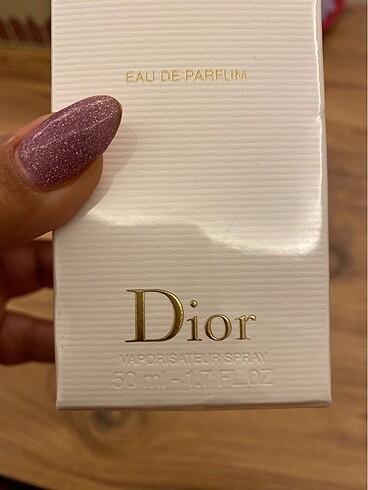 EAU DE PARFUM
Dior
VAPORISATEUR SPRAY
50 ml - 1.7 FL.OZ